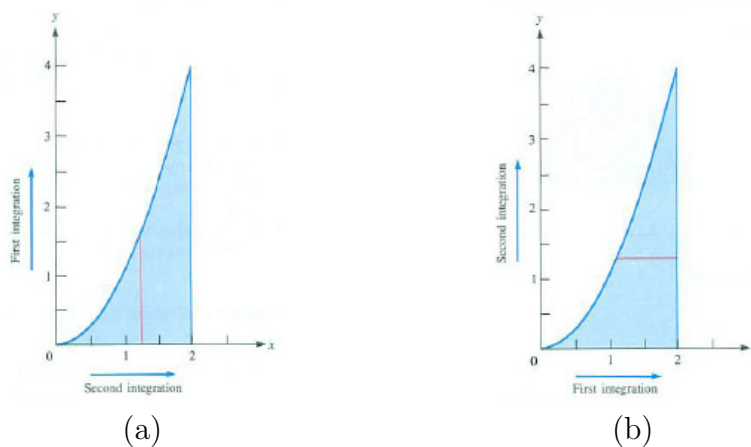 y
4
3
2
1
0
1
2
x
First integration
Second integration
(a)
y
4
3
2
1
0
1
2
Second integration
First integration
(b)